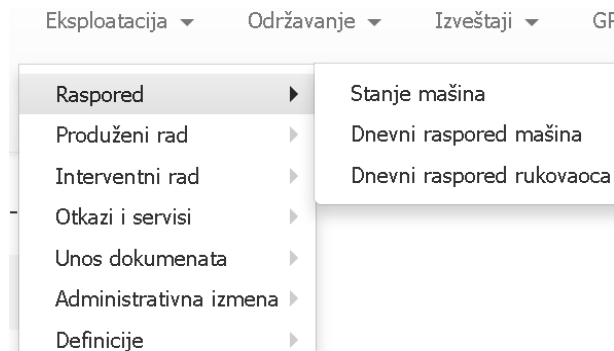 Eksploatacija Održavanje Izveštaji GP
Raspored
Produženi rad
Interventni rad
Otkazi i servisi
Unos dokumenata
Administrativna izmena
Definicije
Stanje mašina
Dnevni raspored mašina
Dnevni raspored rukovaoca